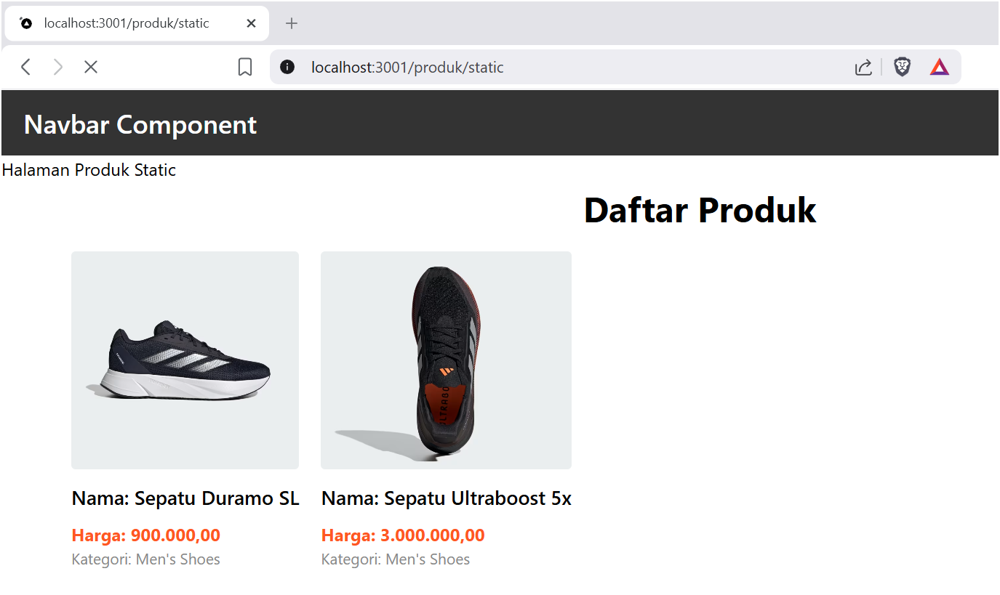 localhost:3001/produk/static
localhost:3001/produk/static
Navbar Component
Halaman Produk Static
Daftar Produk
ULTRABO
Nama: Sepatu Duramo SL
Nama: Sepatu Ultraboost 5x
Harga: 900.000,00
Harga: 3.000.000,00
Kategori: Men's Shoes
Kategori: Men's Shoes